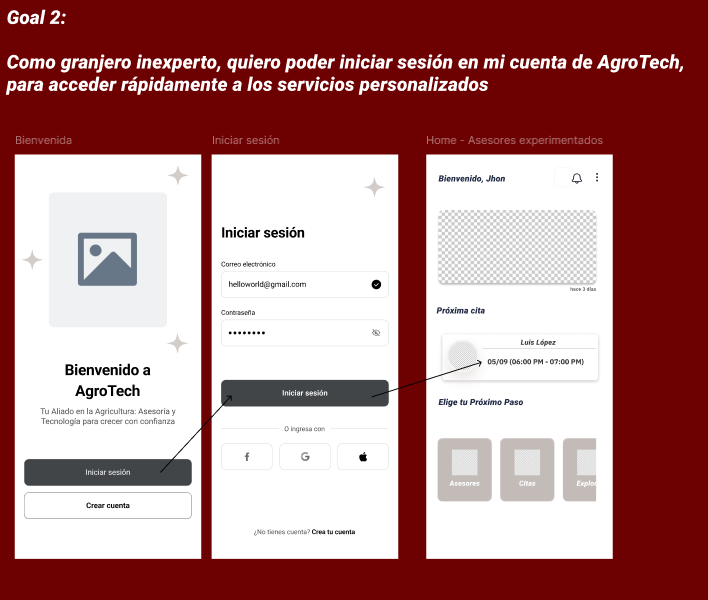 Goal 2:
Como granjero inexperto, quiero poder iniciar sesión en mi cuenta de AgroTech,
para acceder rápidamente a los servicios personalizados
Bienvenida
Bienvenido a
AgroTech
Tu Aliado en la Agricultura: Asesoría y
Tecnología para crecer con confianza
Iniciar sesión
Crear cuenta
Iniciar sesión
Iniciar sesión
Correo electrónico
helloworld@gmail.com
Contraseña
Iniciar sesión
O ingresa con
¿No tienes cuenta? Crea tu cuenta
Home - Asesores experimentados
Bienvenido, Jhon
hace 3 días
Próxima cita
Luis López
05/09 (06:00 PM - 07:00 PM)
Elige tu Próximo Paso
Asesores
Citas
Explo